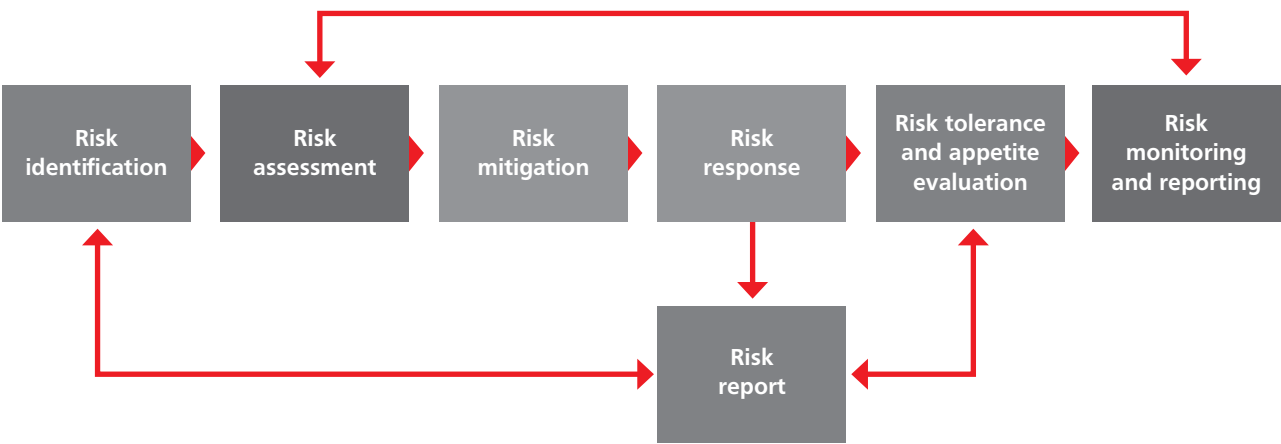 Risk
identification
Risk
assessment
Risk
mitigation
Risk
response
Risk tolerance
and appetite
evaluation
Risk
monitoring
and reporting
Risk
report